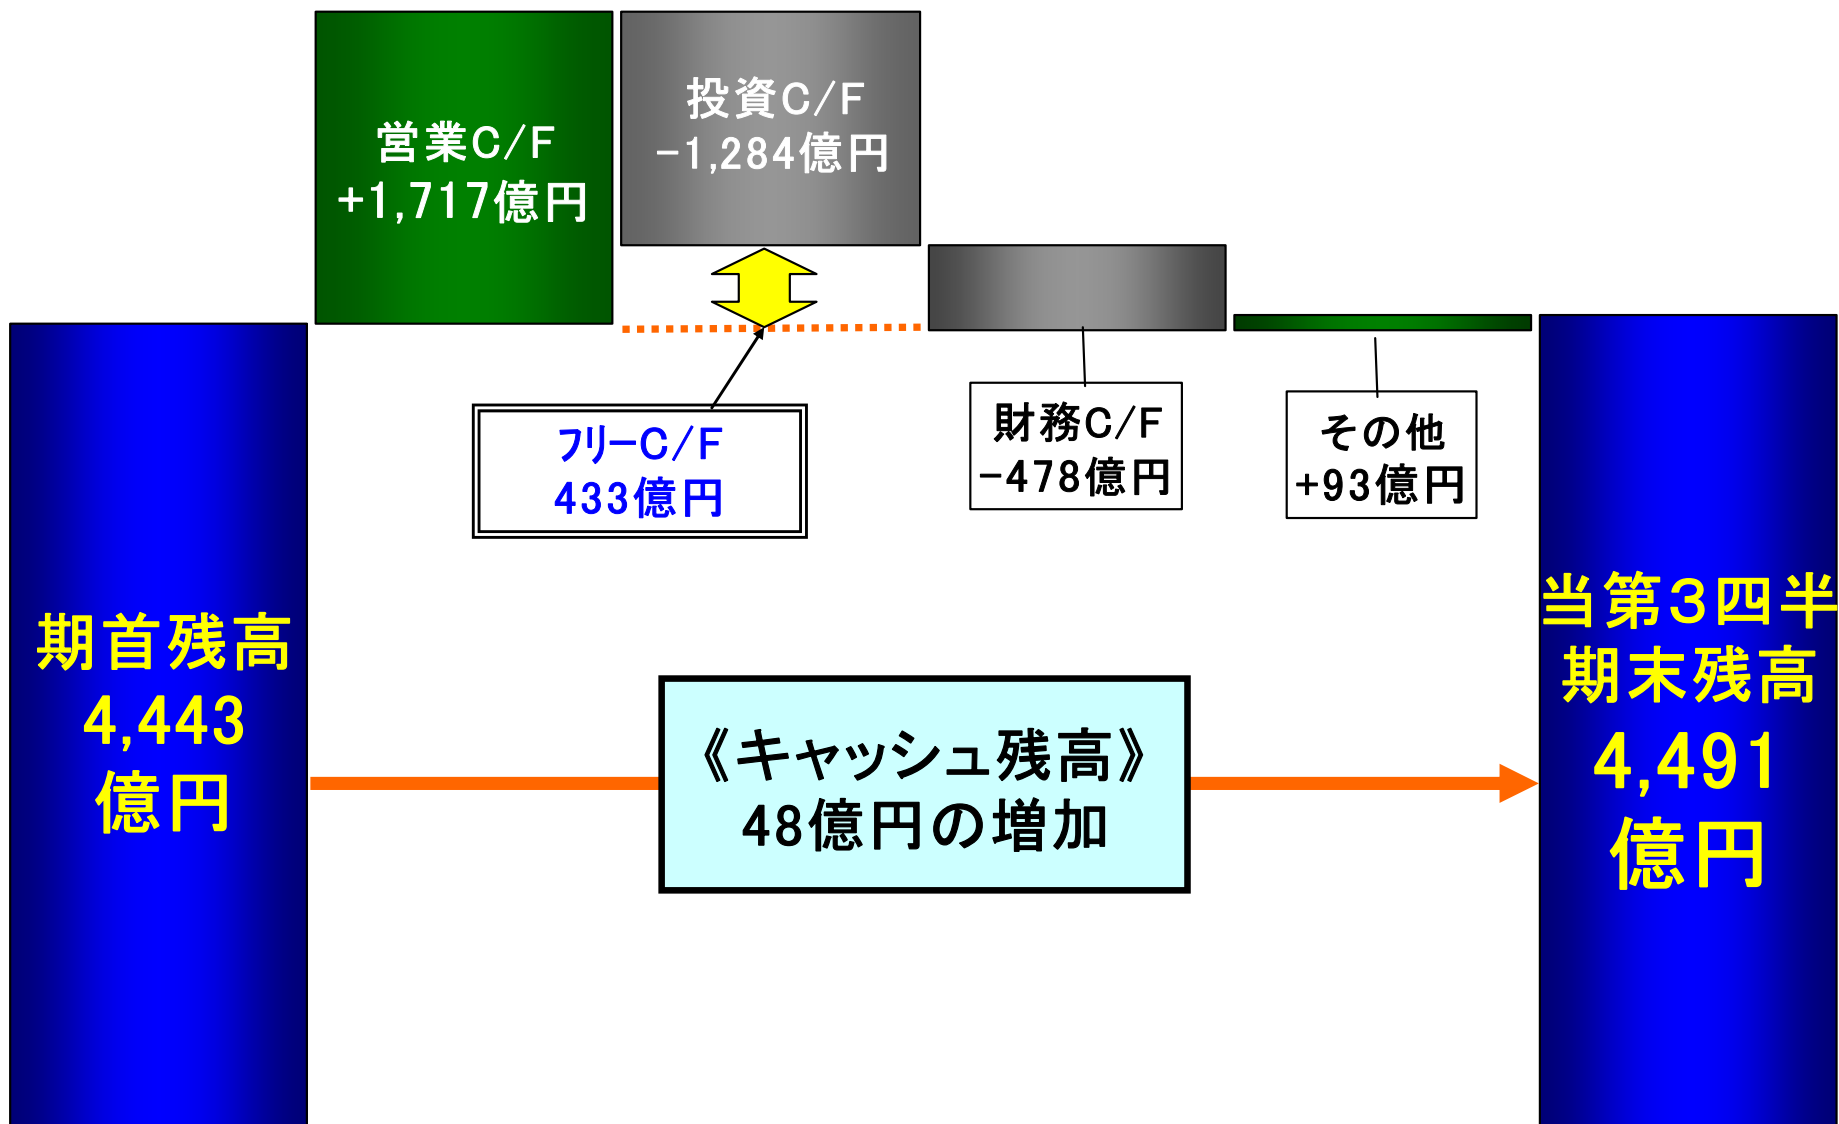 営業C/F
+1,717億円
投資C/F
-1,284億円
フリーC/F
433億円
財務C/F
-478億円
その他
+93億円
期首残高
4,443
億円
《キャッシュ残高》
48億円の増加
当第3四半
期末残高
4,491
億円